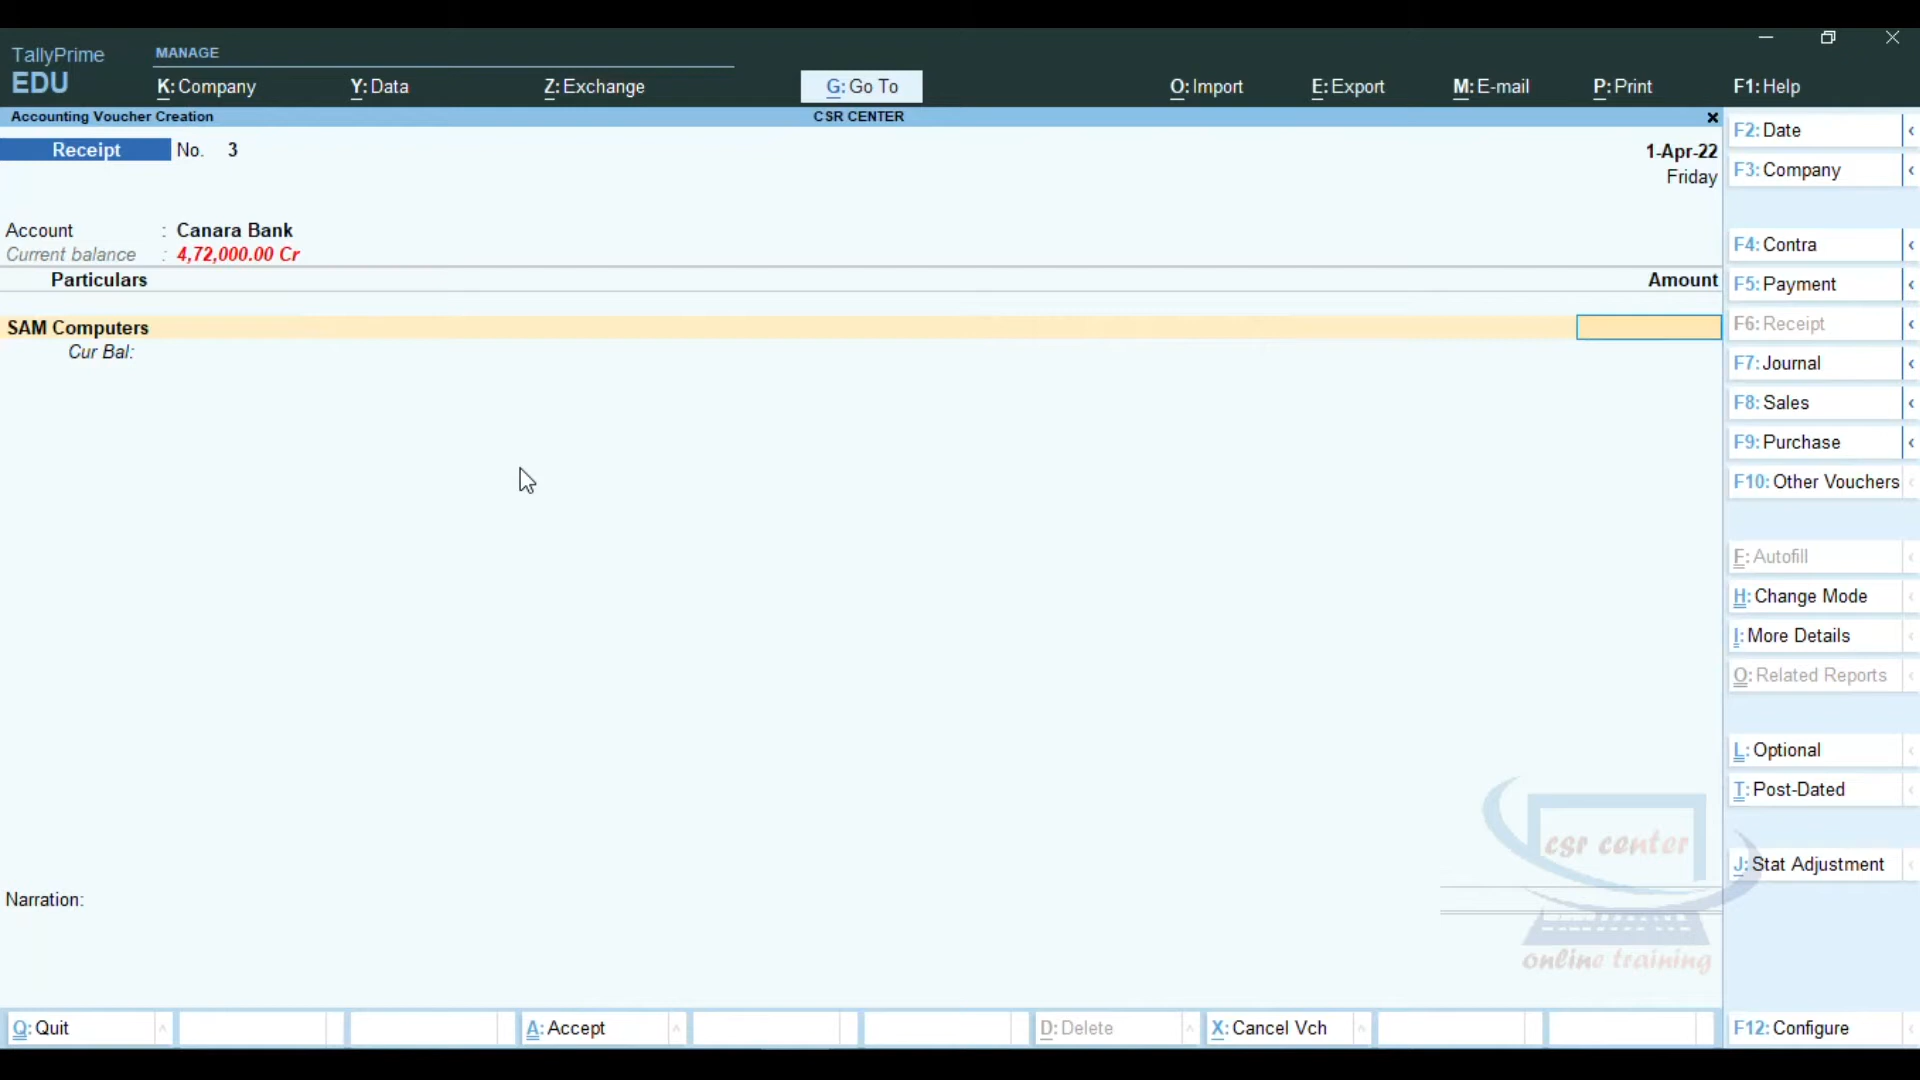 TallyPrime
EDU
MANAGE
K: Company
Y: Data
Z: Exchange
G: Go To
O: Import
E: Export
M: E-mail
P: Print
F1: Help
Accounting Voucher Creation
CSR CENTER
Receipt No. 3
1-Apr-22
Friday
Account : Canara Bank
Current balance : 4,72,000.00 Cr
Particulars
Amount
SAM Computers
Cur Bal:
Narration:
F2: Date
F3: Company
F4: Contra
F5: Payment
F6: Receipt
F7: Journal
F8: Sales
F9: Purchase
F10: Other Vouchers
F: Autofill
H: Change Mode
I: More Details
O: Related Reports
L: Optional
T: Post-Dated
J: Stat Adjustment
F12: Configure
csr center
online training
Q: Quit
A: Accept
D: Delete
X: Cancel Vch